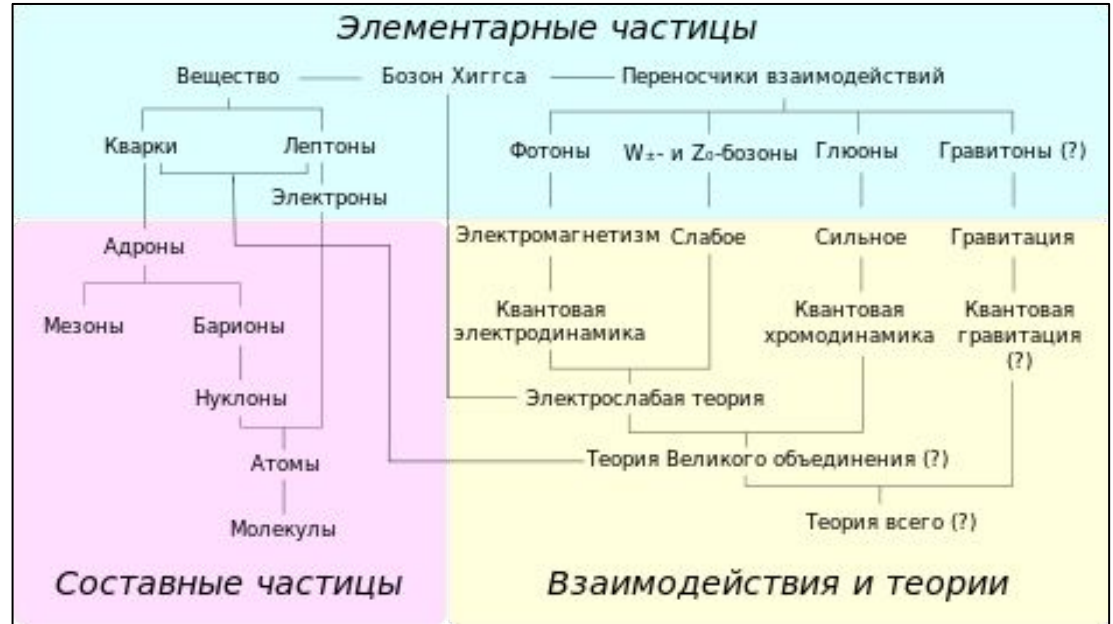 Элементарные частицы
Вещество
Бозон Хиггса
Переносчики взаимодействий
Кварки
Лептоны
Фотоны
W±- и Z₀-бозоны
Глюоны
Гравитоны (?)
Электроны
Адроны
Электромагнетизм
Слабое
Сильное
Гравитация
Мезоны
Барионы
Квантовая
электродинамика
Квантовая
хромодинамика
Квантовая
гравитация
(?)
Нуклоны
Электрослабая теория
Атомы
Теория Великого объединения (?)
Молекулы
Теория всего (?)
Составные частицы
Взаимодействия и теории